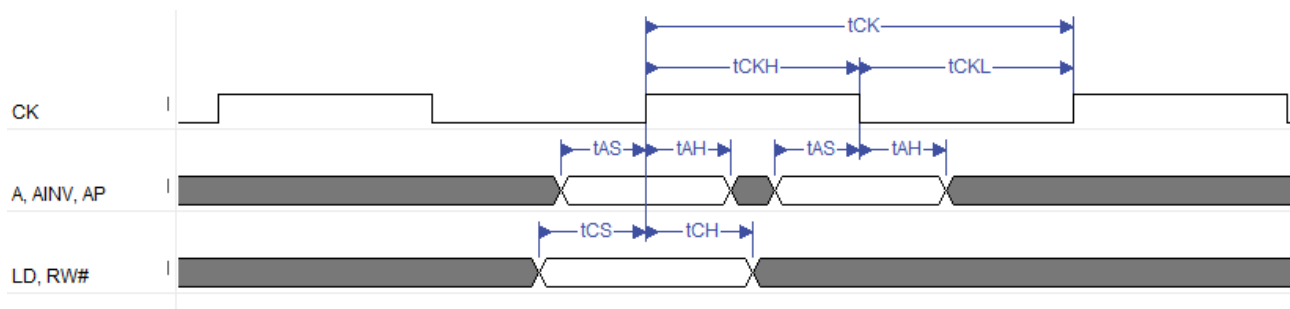 tCK
tCKH tCKL
CK
tAS tAH tAS tAH
A, AINV, AP
tCS tCH
LD, RW#